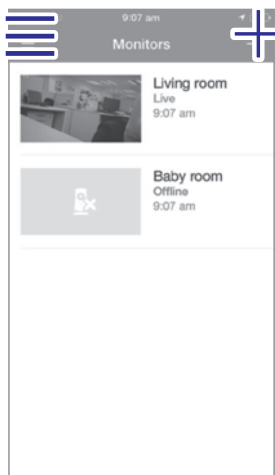 9:07 am
Monitors
Living room
Live
9:07 am
Baby room
Offline
9:07 am